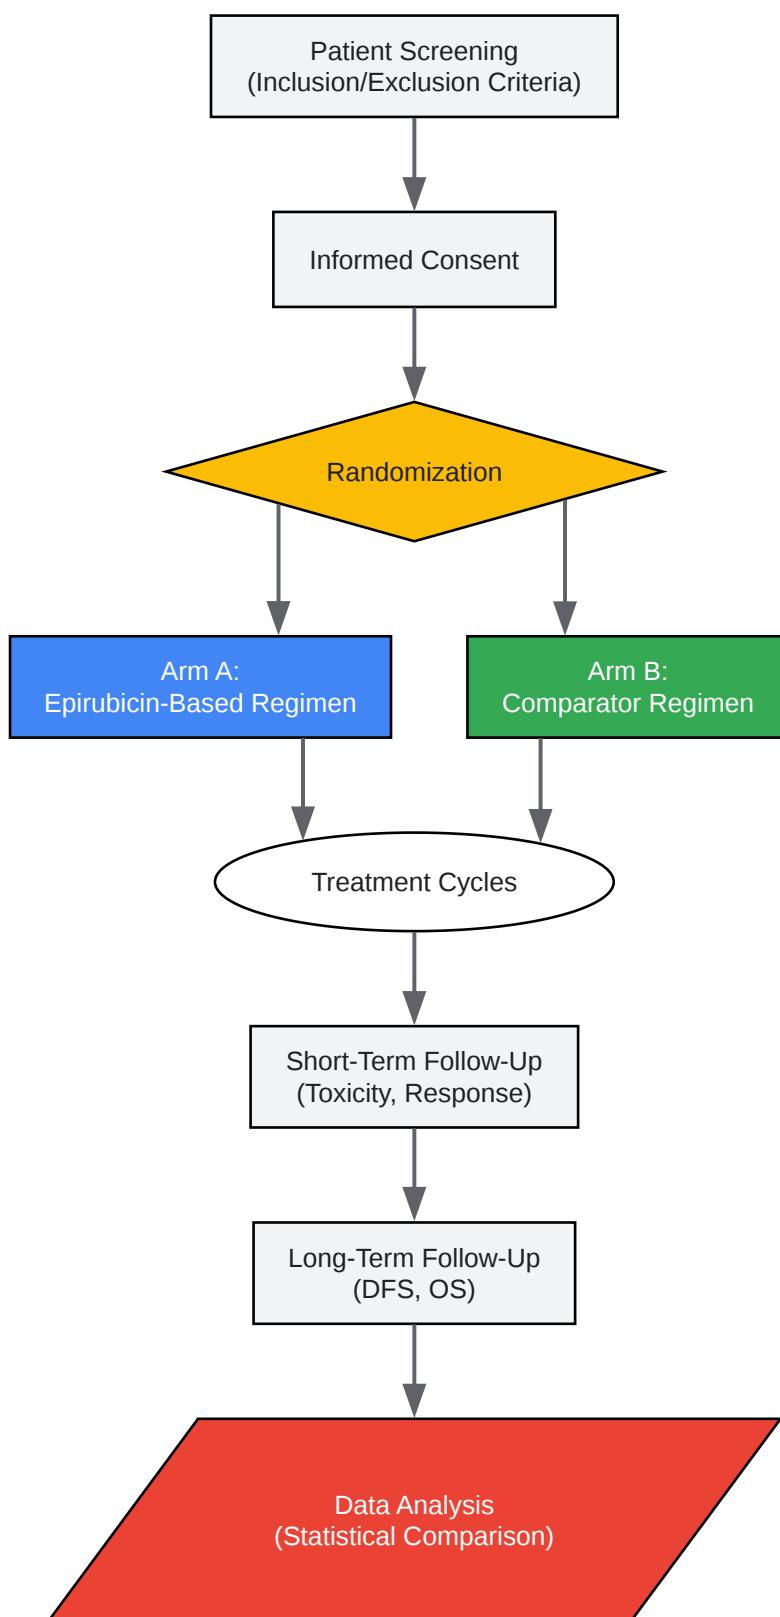 Patient Screening
(Inclusion/Exclusion Criteria)
Informed Consent
Randomization
Arm A:
Epirubicin-Based Regimen
Arm B:
Comparator Regimen
Treatment Cycles
Short-Term Follow-Up
(Toxicity, Response)
Long-Term Follow-Up
(DFS, OS)
Data Analysis
(Statistical Comparison)